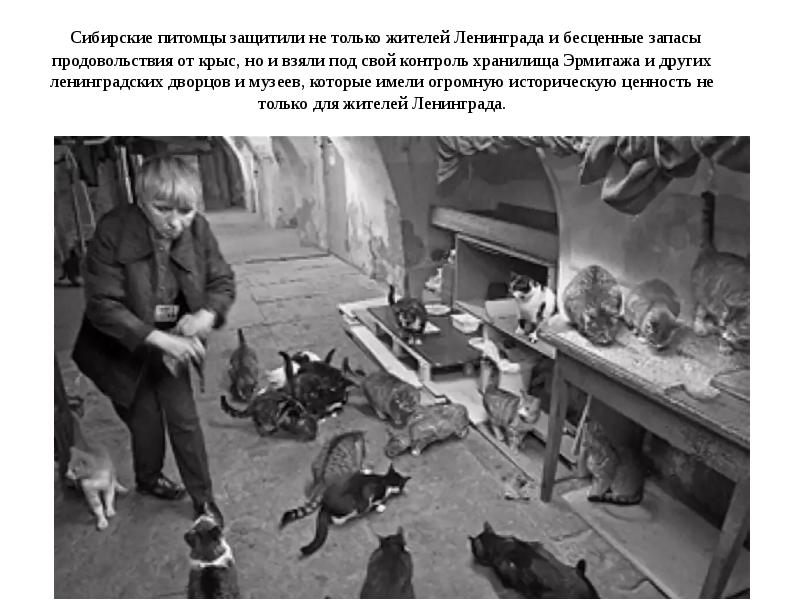 Сибирские питомцы защитили не только жителей Ленинграда и бесценные запасы
продовольствия от крыс, но и взяли под свой контроль хранилища Эрмитажа и других
ленинградских дворцов и музеев, которые имели огромную историческую ценность не
только для жителей Ленинграда.